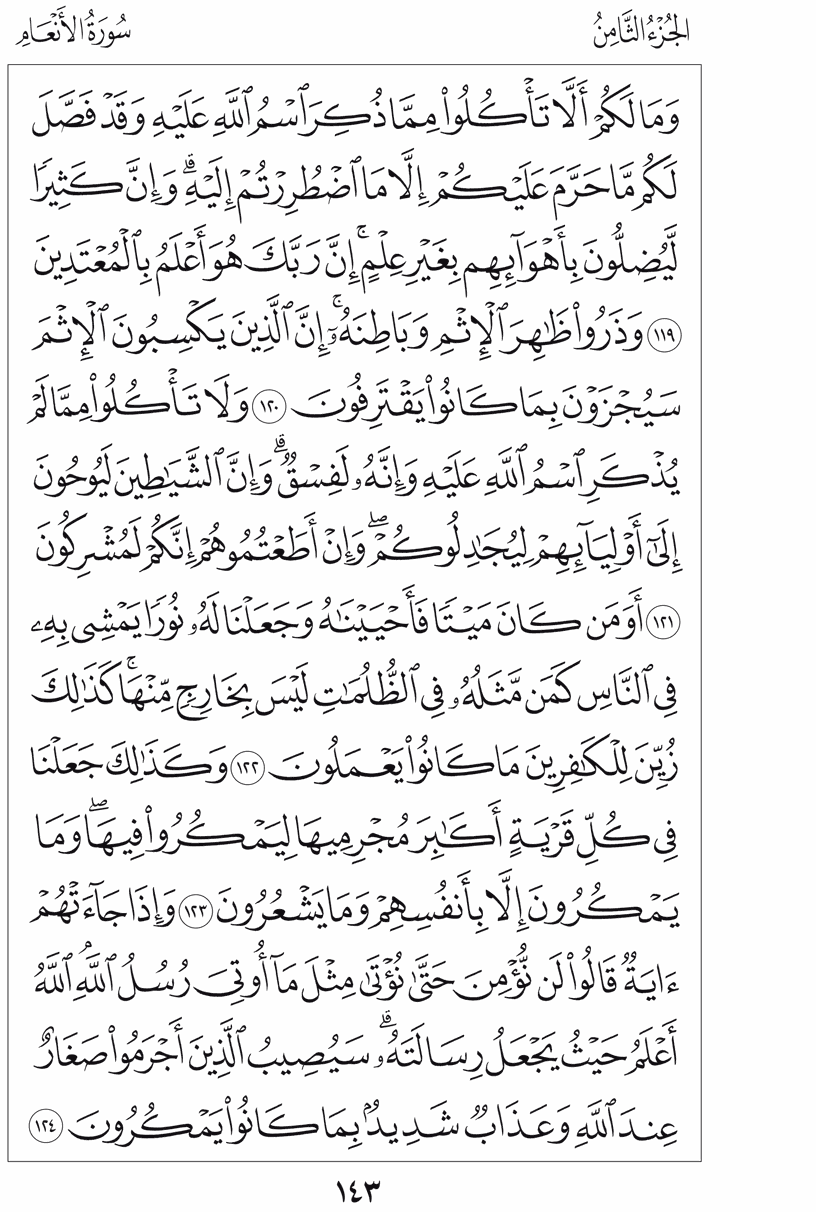 الجُزْءُ الثَّامِنُ
سُورَةُ الأَنْعَامِ
وَمَا لَكُمْ أَلَّا تَأْكُلُوا۟ مِمَّا ذُكِرَ ٱسْمُ ٱللَّهِ عَلَيْهِ وَقَدْ فَصَّلَ
لَكُم مَّا حَرَّمَ عَلَيْكُمْ إِلَّا مَا ٱضْطُرِرْتُمْ إِلَيْهِ ۗ وَإِنَّ كَثِيرًا
لَّيُضِلُّونَ بِأَهْوَآئِهِم بِغَيْرِ عِلْمٍ ۚ إِنَّ رَبَّكَ هُوَ أَعْلَمُ بِٱلْمُعْتَدِينَ
١١٩ وَذَرُوا۟ ظَٰهِرَ ٱلْإِثْمِ وَبَاطِنَهُۥٓ ۚ إِنَّ ٱلَّذِينَ يَكْسِبُونَ ٱلْإِثْمَ
سَيُجْزَوْنَ بِمَا كَانُوا۟ يَقْتَرِفُونَ ١٢٠ وَلَا تَأْكُلُوا۟ مِمَّا لَمْ
يُذْكَرِ ٱسْمُ ٱللَّهِ عَلَيْهِ وَإِنَّهُۥ لَفِسْقٌ ۗ وَإِنَّ ٱلشَّيَٰطِينَ لَيُوحُونَ
إِلَىٰٓ أَوْلِيَآئِهِمْ لِيُجَٰدِلُوكُمْ ۖ وَإِنْ أَطَعْتُمُوهُمْ إِنَّكُمْ لَمُشْرِكُونَ
١٢١ أَوَمَن كَانَ مَيْتًا فَأَحْيَيْنَٰهُ وَجَعَلْنَا لَهُۥ نُورًا يَمْشِى بِهِۦ
فِى ٱلنَّاسِ كَمَن مَّثَلُهُۥ فِى ٱلظُّلُمَٰتِ لَيْسَ بِخَارِجٍ مِّنْهَا ۚ كَذَٰلِكَ
زُيِّنَ لِلْكَٰفِرِينَ مَا كَانُوا۟ يَعْمَلُونَ ١٢٢ وَكَذَٰلِكَ جَعَلْنَا
فِى كُلِّ قَرْيَةٍ أَكَٰبِرَ مُجْرِمِيهَا لِيَمْكُرُوا۟ فِيهَا ۖ وَمَا
يَمْكُرُونَ إِلَّا بِأَنفُسِهِمْ وَمَا يَشْعُرُونَ ١٢٣ وَإِذَا جَآءَتْهُمْ
ءَايَةٌ قَالُوا۟ لَن نُّؤْمِنَ حَتَّىٰ نُؤْتَىٰ مِثْلَ مَآ أُوتِىَ رُسُلُ ٱللَّهِ ۘ ٱللَّهُ
أَعْلَمُ حَيْثُ يَجْعَلُ رِسَالَتَهُۥ ۗ سَيُصِيبُ ٱلَّذِينَ أَجْرَمُوا۟ صَغَارٌ
عِندَ ٱللَّهِ وَعَذَابٌ شَدِيدٌۢ بِمَا كَانُوا۟ يَمْكُرُونَ ١٢٤
١٤٣